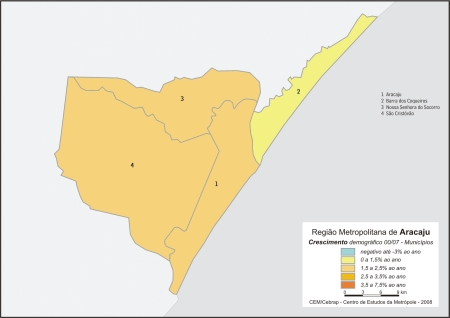 3
2
4
1
1 Aracaju
2 Barra dos Coqueiros
3 Nossa Senhora do Socorro
4 São Cristóvão
Região Metropolitana de Aracaju
Crescimento demográfico 00/07 - Municípios
negativo até -3% ao ano
0 a 1,5% ao ano
1,5 a 2,5% ao ano
2,5 a 3,5% ao ano
3,5 a 7,5% ao ano
0 3 6 9 km
CEM/Cebrap - Centro de Estudos da Metrópole - 2008